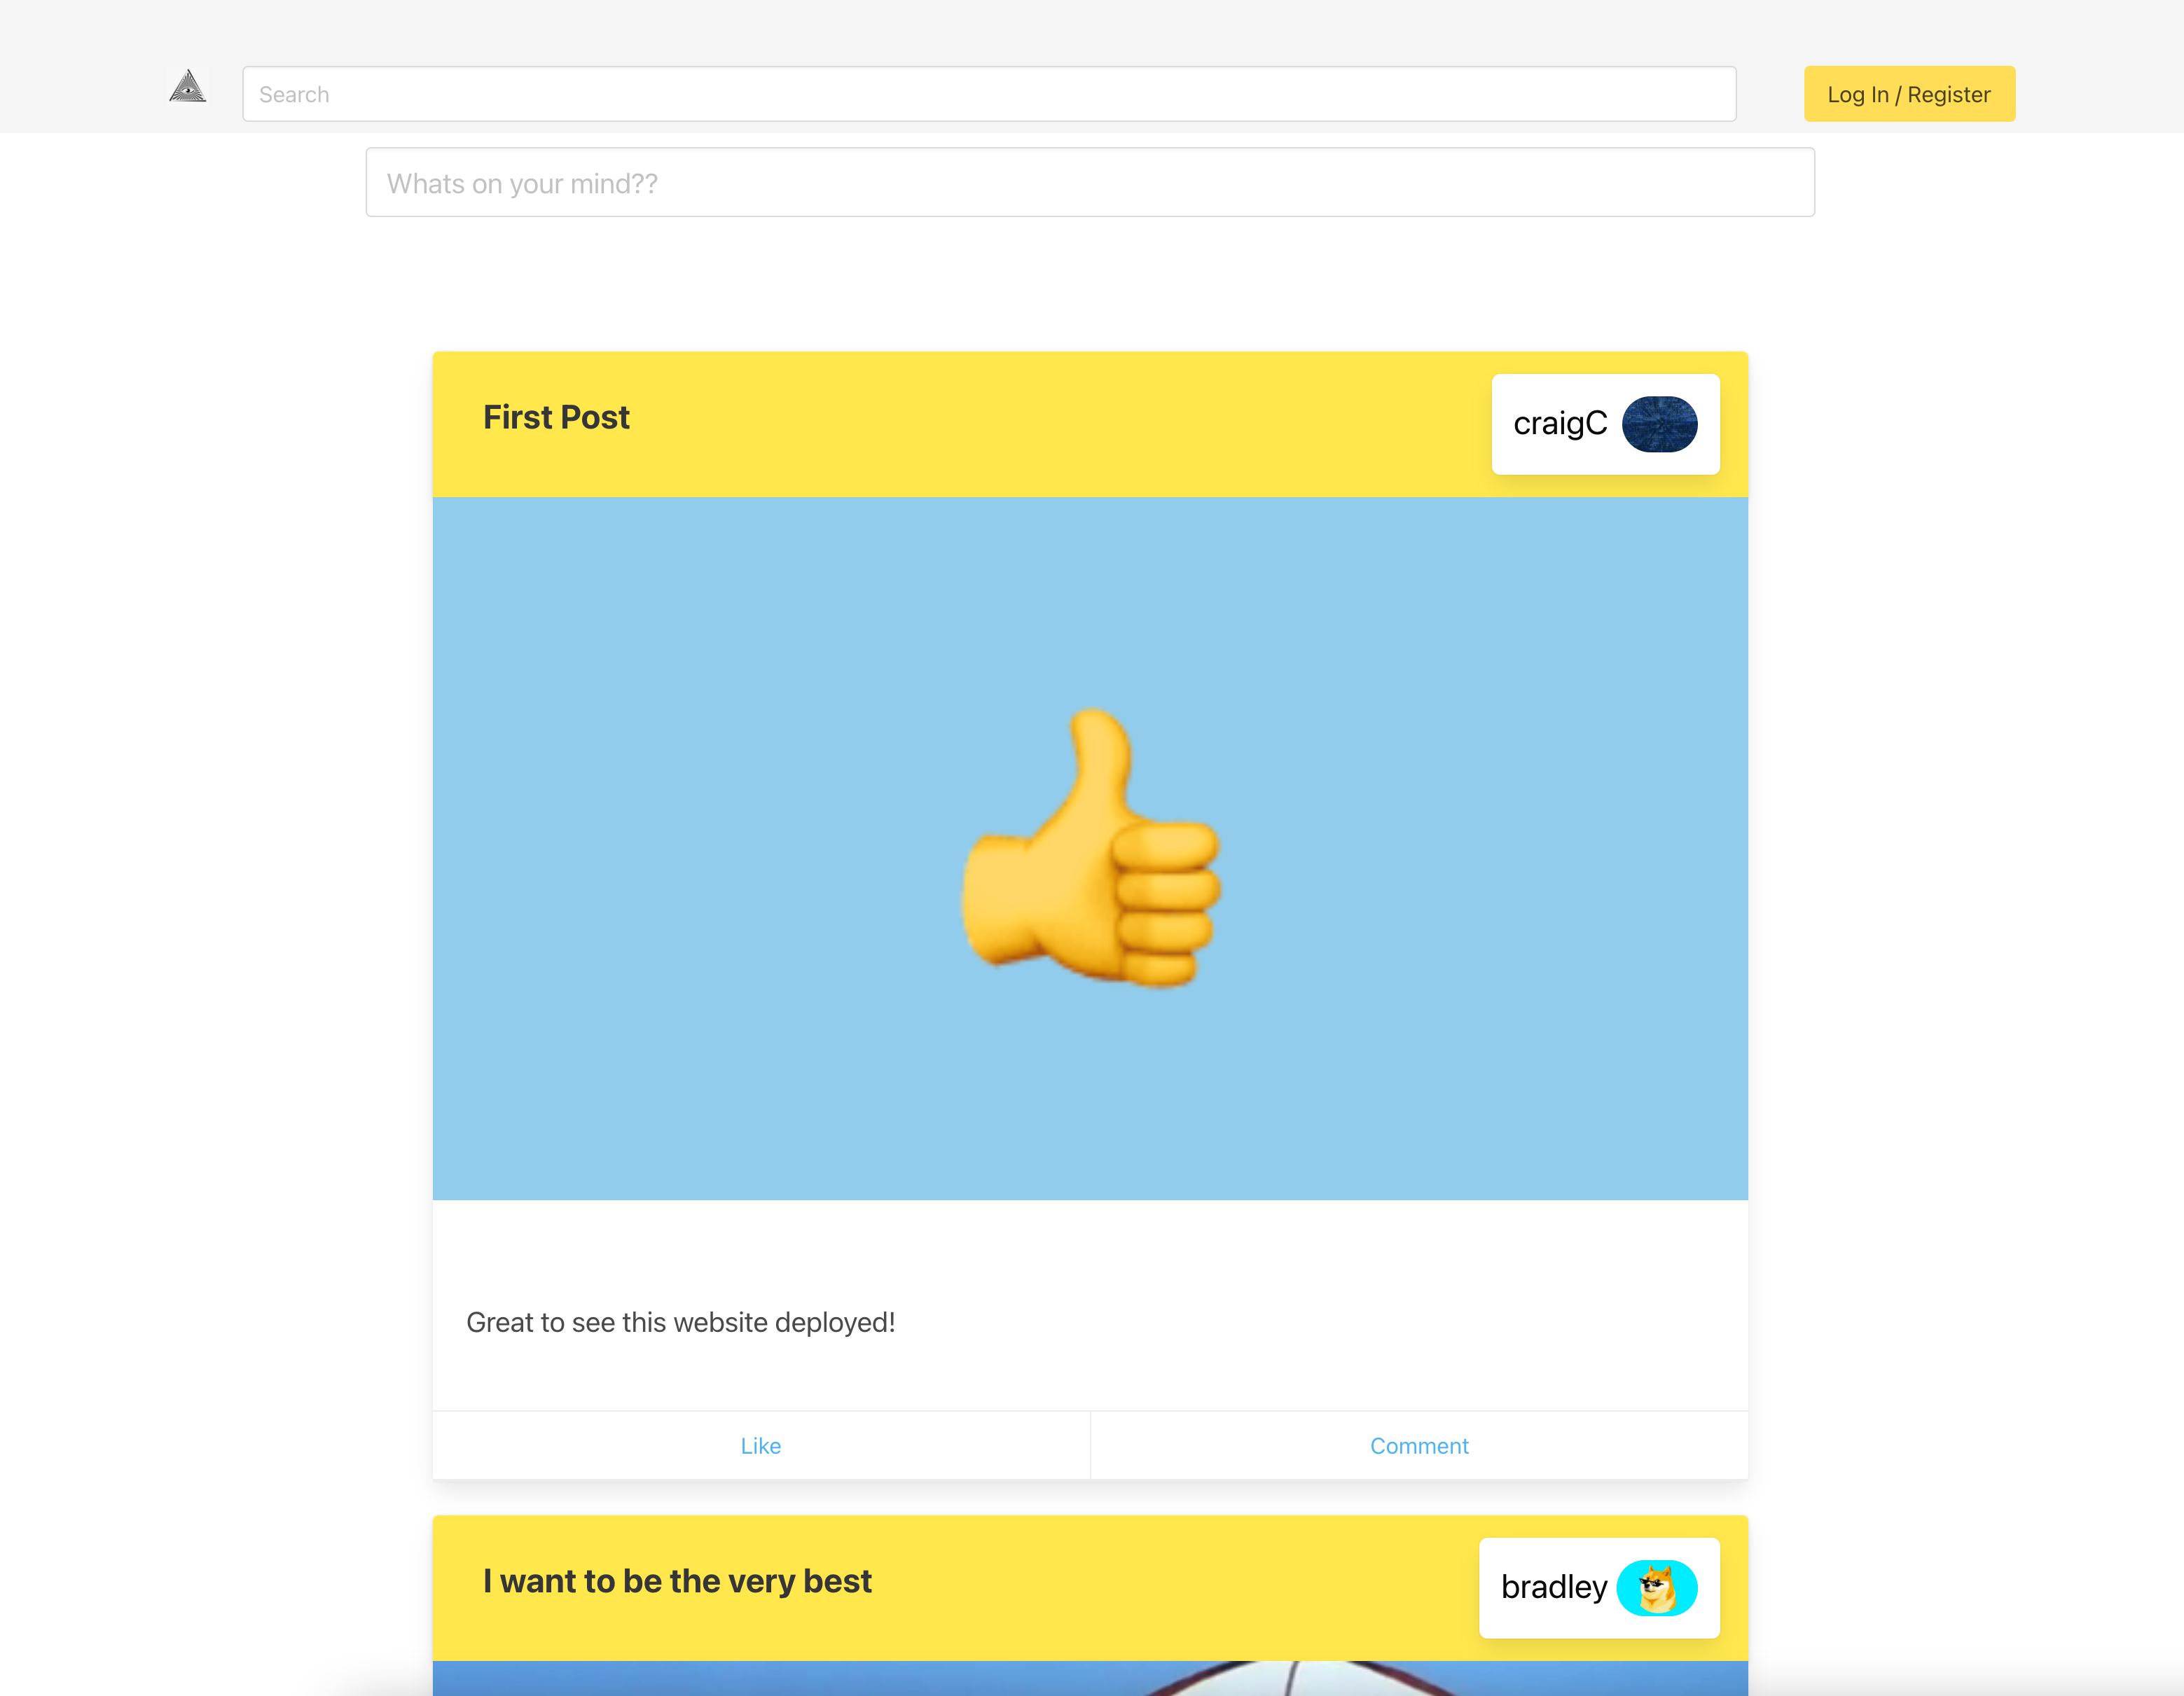 Search
Log In / Register
Whats on your mind??
First Post
craigC
Great to see this website deployed!
Like
Comment
I want to be the very best
bradley